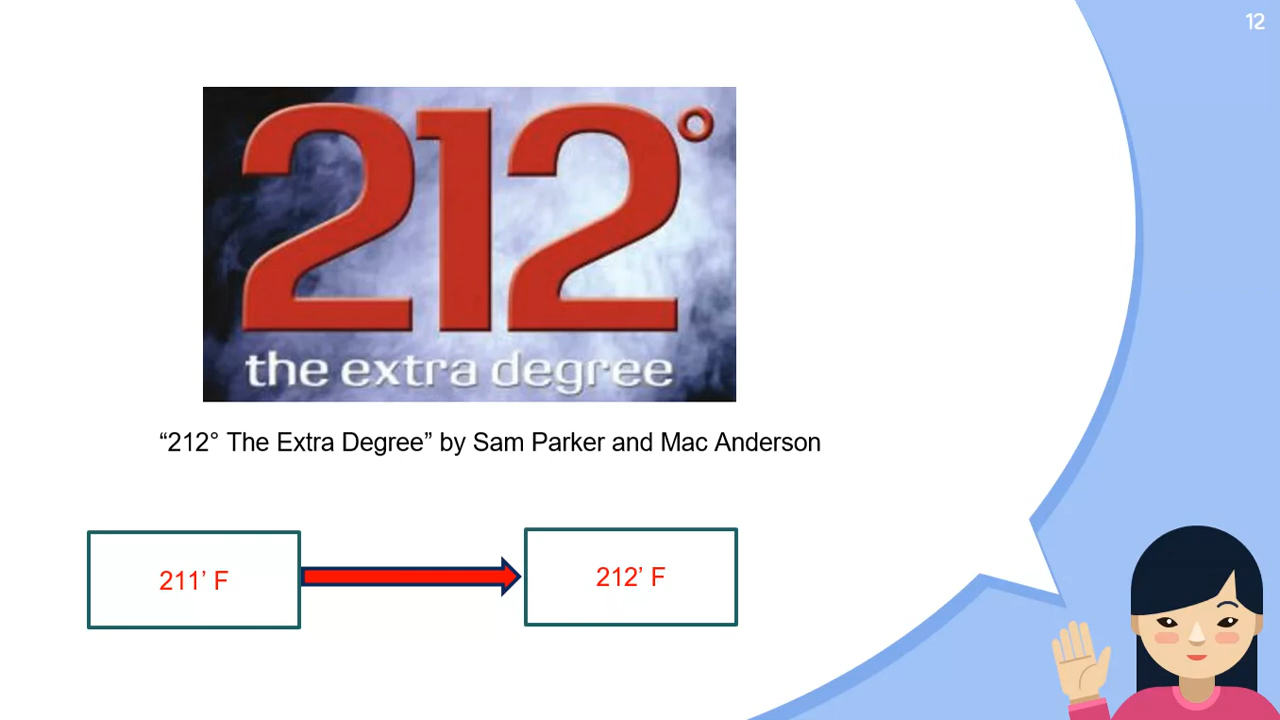 12
212°
the extra degree
“212° The Extra Degree” by Sam Parker and Mac Anderson
211’ F
212’ F